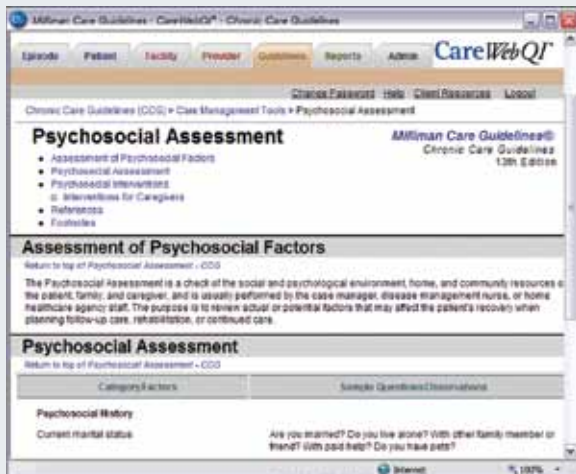 Milliman Care Guidelines - CareWebQI® - Chronic Care Guidelines
Episode Patient Facility Provider Guidelines Reports Admin CareWebQI
Change Password Help Client Resources Logout
Chronic Care Guidelines (CCG) > Case Management Tools > Psychosocial Assessment
Psychosocial Assessment
Milliman Care Guidelines®
Chronic Care Guidelines
13th Edition
• Assessment of Psychosocial Factors
• Psychosocial Assessment
• Psychosocial Interventions
o Interventions for Caregivers
• References
• Footnotes
Assessment of Psychosocial Factors
Return to top of Psychosocial Assessment - CCG
The Psychosocial Assessment is a check of the social and psychological environment, home, and community resources o
the patient, family, and caregiver, and is usually performed by the case manager, disease management nurse, or home
healthcare agency staff. The purpose is to review actual or potential factors that may affect the patient's recovery when
planning follow-up care, rehabilitation, or continued care.
Psychosocial Assessment
Return to top of Psychosocial Assessment - CCG
Category/Factors Sample Questions/Observations
Psychosocial History
Current marital status Are you married? Do you live alone? With other family member or
friend? With paid help? Do you have pets?
Internet 100%